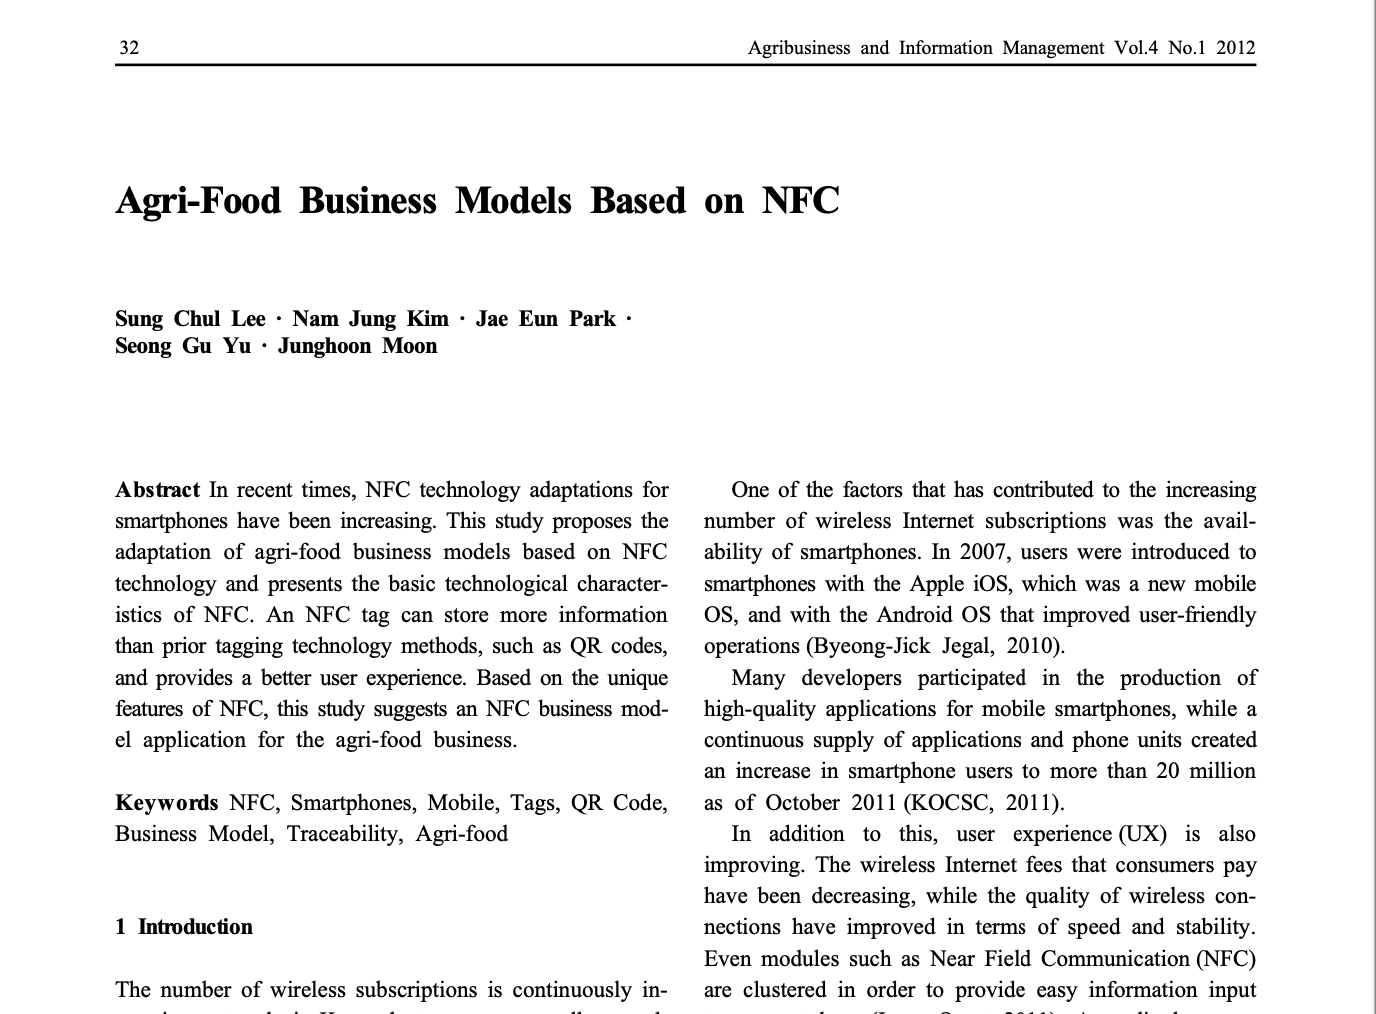 32
Agribusiness and Information Management Vol.4 No.1 2012
Agri-Food Business Models Based on NFC
Sung Chul Lee · Nam Jung Kim · Jae Eun Park ·
Seong Gu Yu · Junghoon Moon
Abstract In recent times, NFC technology adaptations for
smartphones have been increasing. This study proposes the
adaptation of agri-food business models based on NFC
technology and presents the basic technological character-
istics of NFC. An NFC tag can store more information
than prior tagging technology methods, such as QR codes,
and provides a better user experience. Based on the unique
features of NFC, this study suggests an NFC business mod-
el application for the agri-food business.
Keywords NFC, Smartphones, Mobile, Tags, QR Code,
Business Model, Traceability, Agri-food
1 Introduction
The number of wireless subscriptions is continuously in-
One of the factors that has contributed to the increasing
number of wireless Internet subscriptions was the avail-
ability of smartphones. In 2007, users were introduced to
smartphones with the Apple iOS, which was a new mobile
OS, and with the Android OS that improved user-friendly
operations (Byeong-Jick Jegal, 2010).
Many developers participated in the production of
high-quality applications for mobile smartphones, while a
continuous supply of applications and phone units created
an increase in smartphone users to more than 20 million
as of October 2011 (KOCSC, 2011).
In addition to this, user experience (UX) is also
improving. The wireless Internet fees that consumers pay
have been decreasing, while the quality of wireless con-
nections have improved in terms of speed and stability.
Even modules such as Near Field Communication (NFC)
are clustered in order to provide easy information input